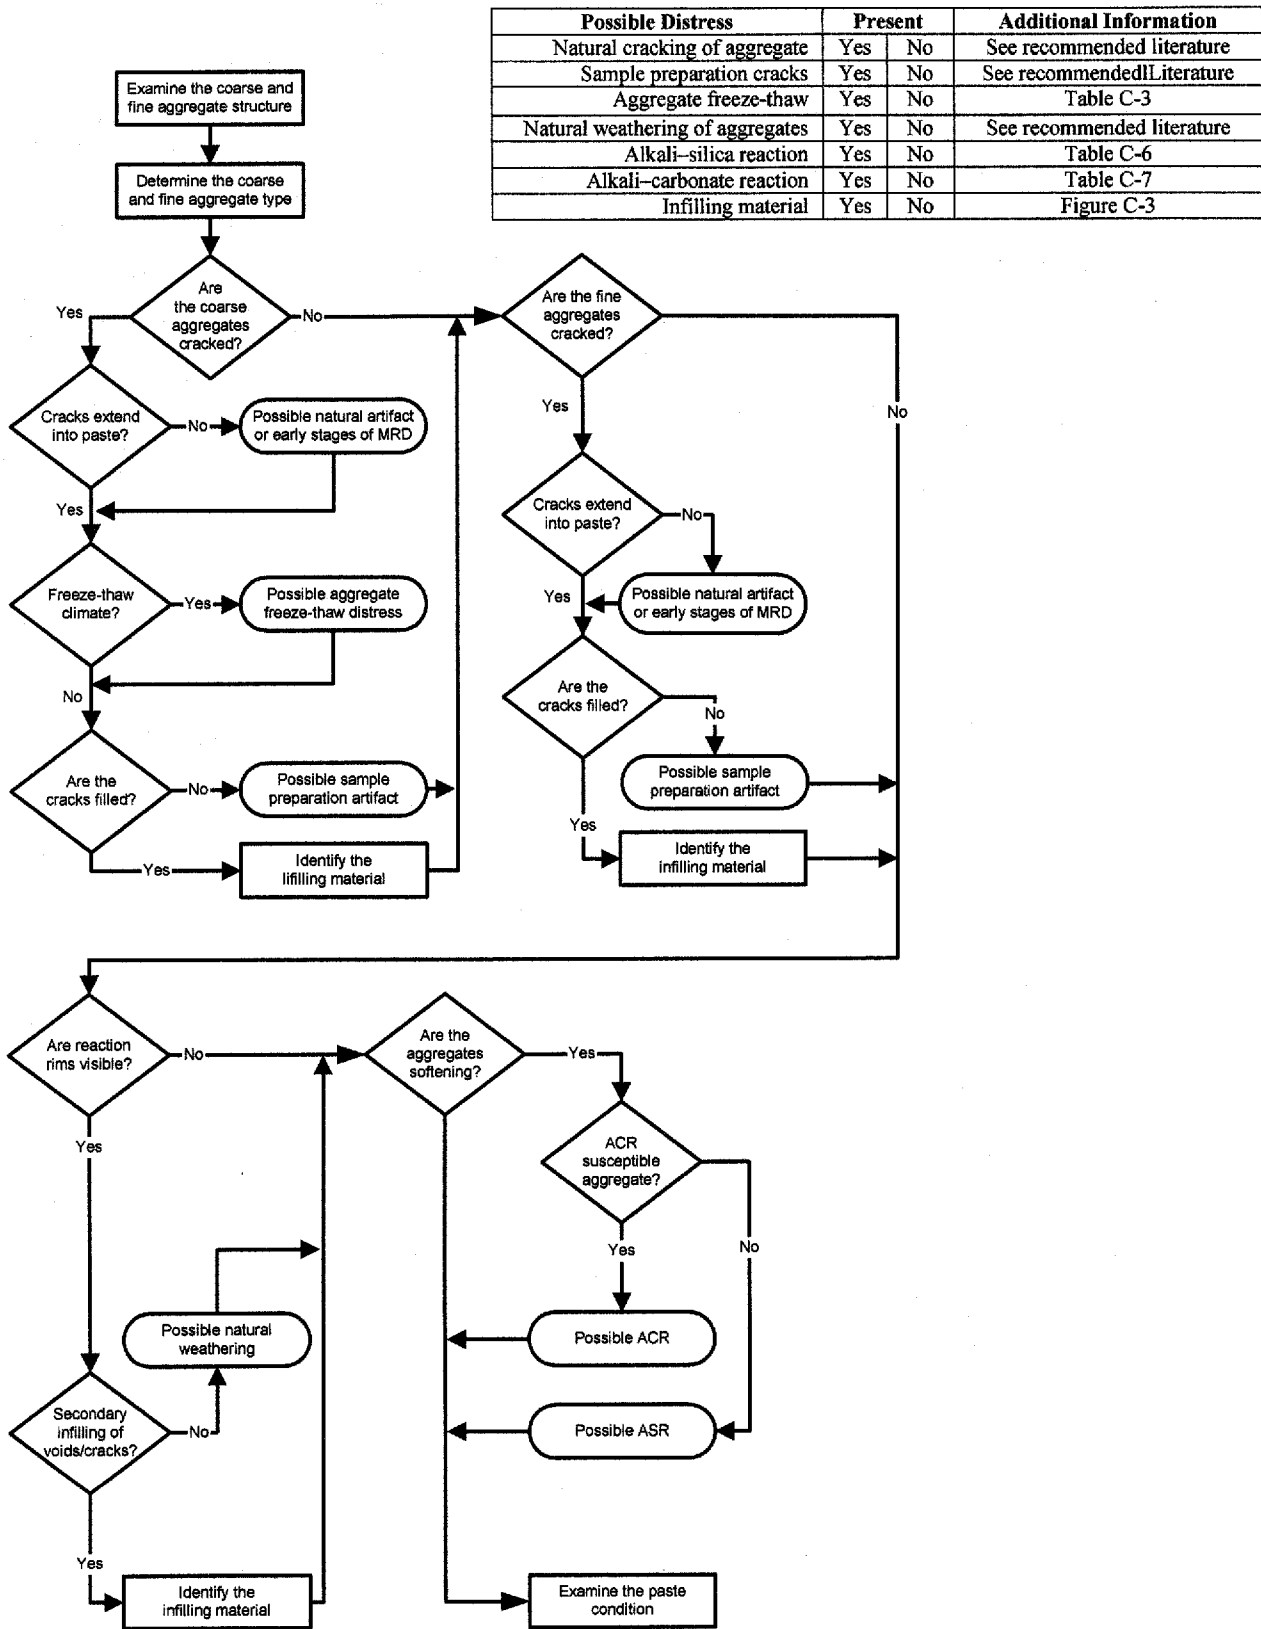 Possible Distress Present Additional Information
Natural cracking of aggregate Yes No See recommended literature
Sample preparation cracks Yes No See recommendedlLiterature
Aggregate freeze-thaw Yes No Table C-3
Natural weathering of aggregates Yes No See recommended literature
Alkali–silica reaction Yes No Table C-6
Alkali–carbonate reaction Yes No Table C-7
Infilling material Yes No Figure C-3
Examine the coarse and
fine aggregate structure
Determine the coarse
and fine aggregate type
Are
the coarse
aggregates
cracked?
Yes
No
Cracks extend
into paste?
No
Possible natural artifact
or early stages of MRD
Yes
Freeze-thaw
climate?
Yes
Possible aggregate
freeze-thaw distress
No
Are the
cracks filled?
No
Possible sample
preparation artifact
Yes
Identify the
lifilling material
Are the fine
aggregates
cracked?
No
Yes
Cracks extend
into paste?
No
Possible natural artifact
or early stages of MRD
Yes
Are the
cracks filled?
No
Possible sample
preparation artifact
Yes
Identify the
infilling material
Are reaction
rims visible?
No
Yes
Possible natural
weathering
Secondary
infilling of
voids/cracks?
No
Yes
Identify the
infilling material
Are the
aggregates
softening?
Yes
ACR
susceptible
aggregate?
Yes
No
Possible ACR
Possible ASR
Examine the paste
condition